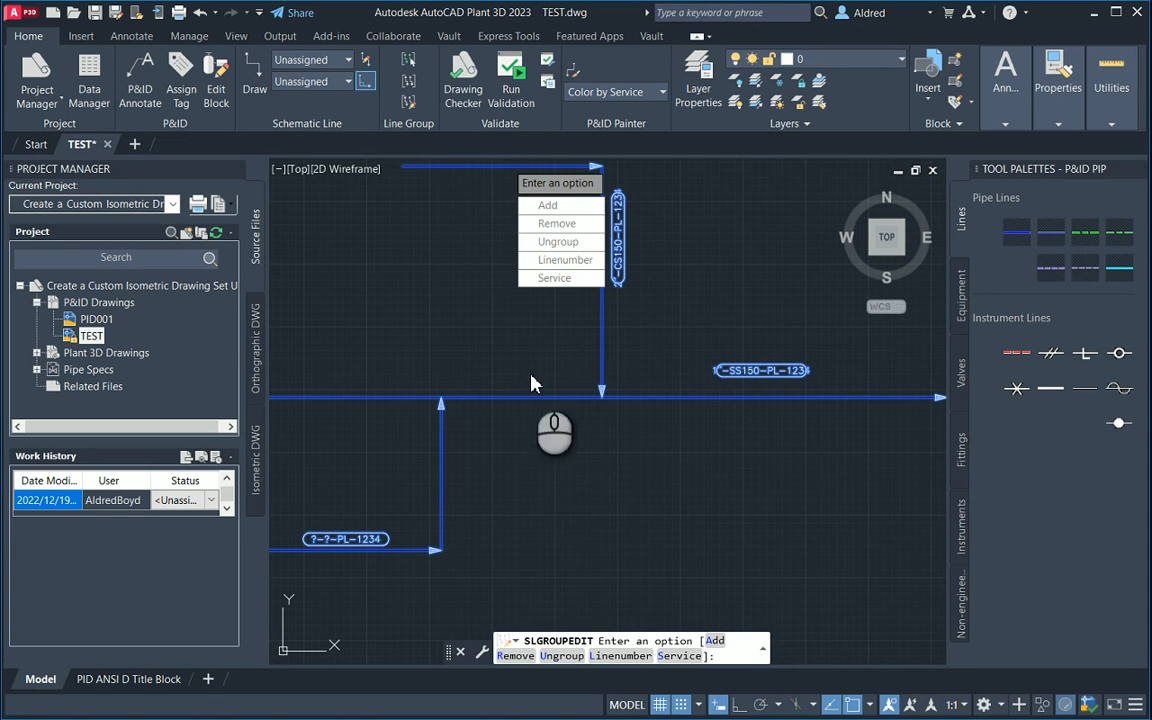 P3D
Share
Autodesk AutoCAD Plant 3D 2023 TEST.dwg
Type a keyword or phrase
Aldred
Home Insert Annotate Manage View Output Add-ins Collaborate Vault Express Tools Featured Apps Vault
Project Manager
Data Manager
Project
P&ID Annotate
Assign Tag
Edit Block
P&ID
Draw
Unassigned
Unassigned
Schematic Line
Line Group
Drawing Checker
Run Validation
Validate
Color by Service
P&ID Painter
Layer Properties
0
Layers
Insert
Block
Ann...
Properties
Utilities
Start TEST*
PROJECT MANAGER
Current Project:
Create a Custom Isometric Dr
Project
Search
Create a Custom Isometric Drawing Set U
P&ID Drawings
PID001
TEST
Plant 3D Drawings
Pipe Specs
Related Files
Work History
Date Modi... User Status
2022/12/19... AldredBoyd <Unassi...
Source Files
Orthographic DWG
Isometric DWG
[−][Top][2D Wireframe]
Enter an option
Add
Remove
Ungroup
Linenumber
Service
?-?-PL-1234
N
W TOP E
S
WCS
Y
X
SLGROUPEDIT Enter an option [Add
Remove Ungroup Linenumber Service]:
TOOL PALETTES - P&ID PIP
Pipe Lines
Instrument Lines
Lines
Equipment
Valves
Fittings
Instruments
Non-enginee...
Model PID ANSI D Title Block
MODEL
1:1